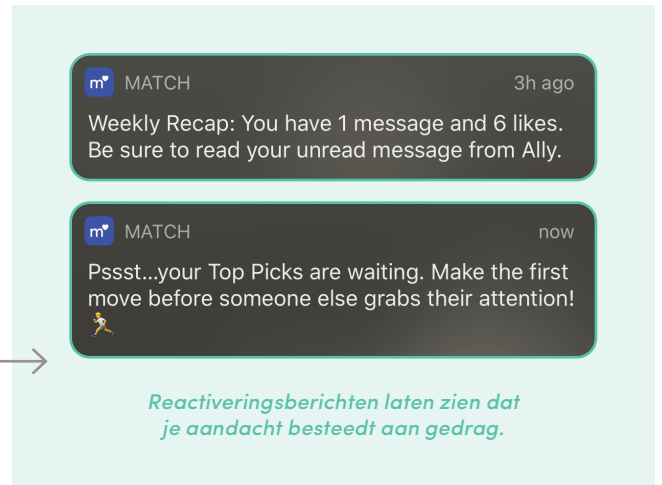 m MATCH 3h ago
Weekly Recap: You have 1 message and 6 likes.
Be sure to read your unread message from Ally.
m MATCH now
Pssst...your Top Picks are waiting. Make the first
move before someone else grabs their attention!
🏃
Reactiveringsberichten laten zien dat
je aandacht besteedt aan gedrag.